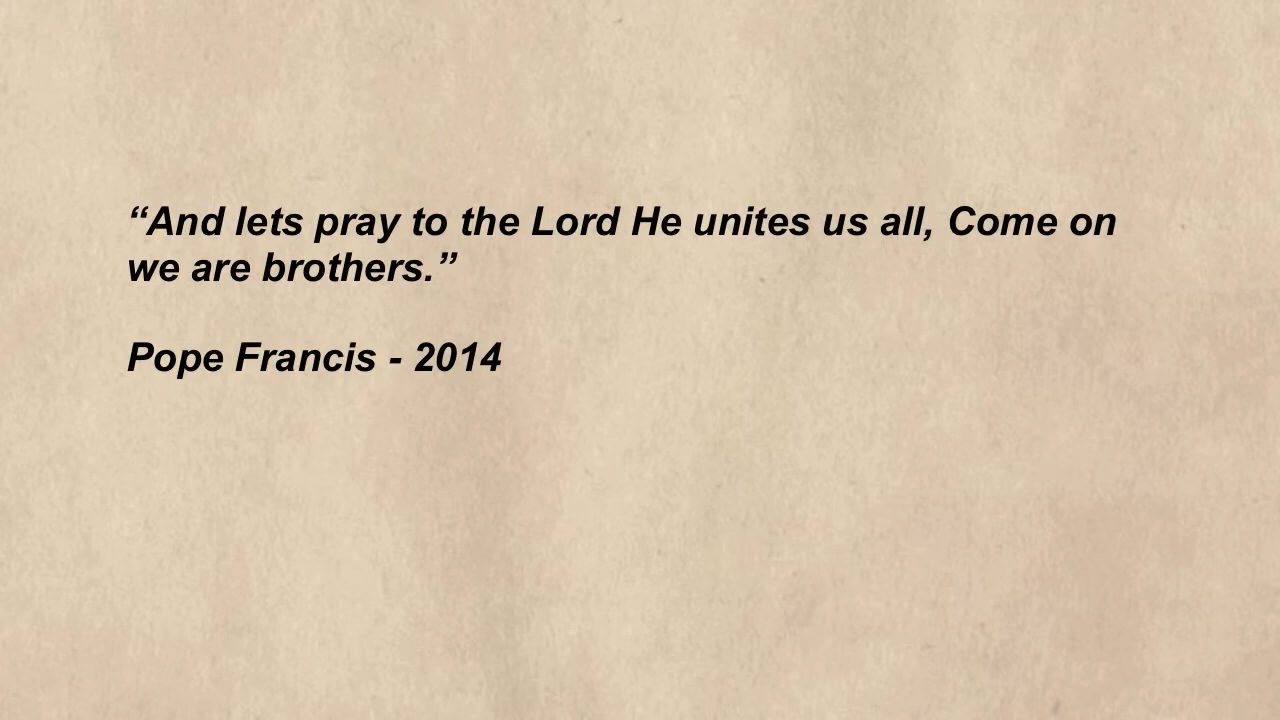 “And lets pray to the Lord He unites us all, Come on
we are brothers.”
Pope Francis - 2014